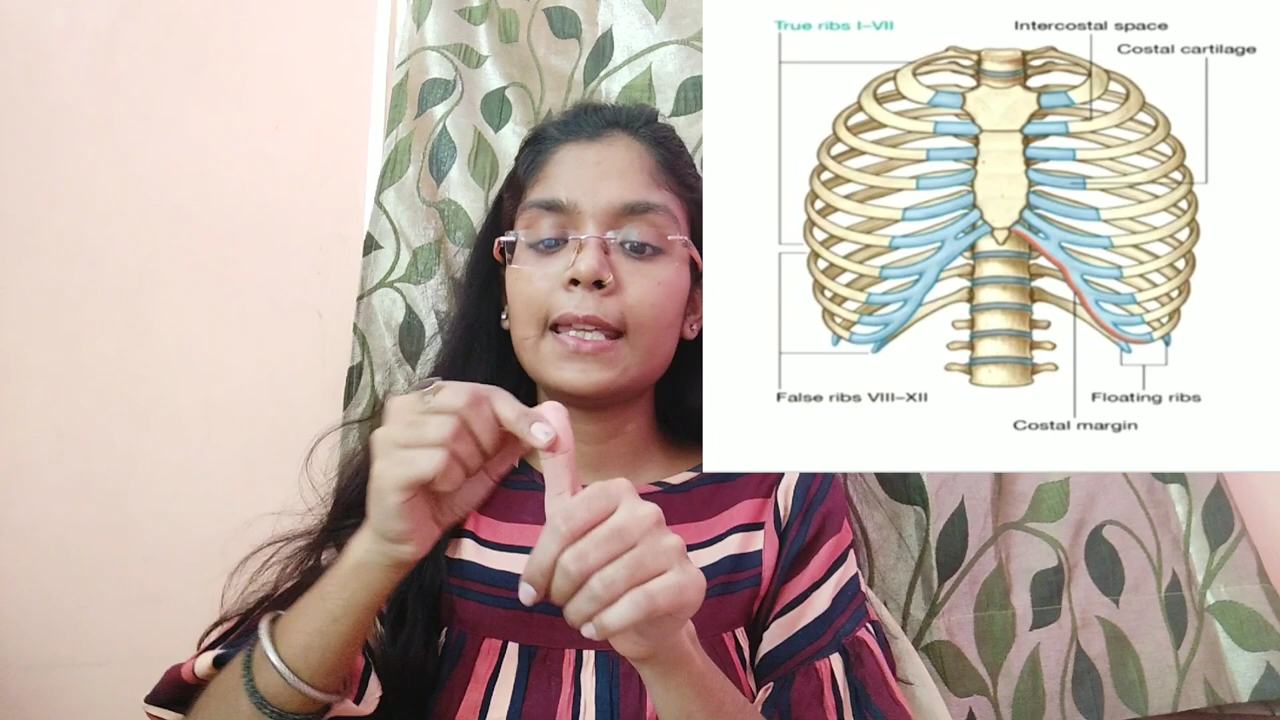 True ribs I–VII
Intercostal space
Costal cartilage
False ribs VIII–XII
Floating ribs
Costal margin